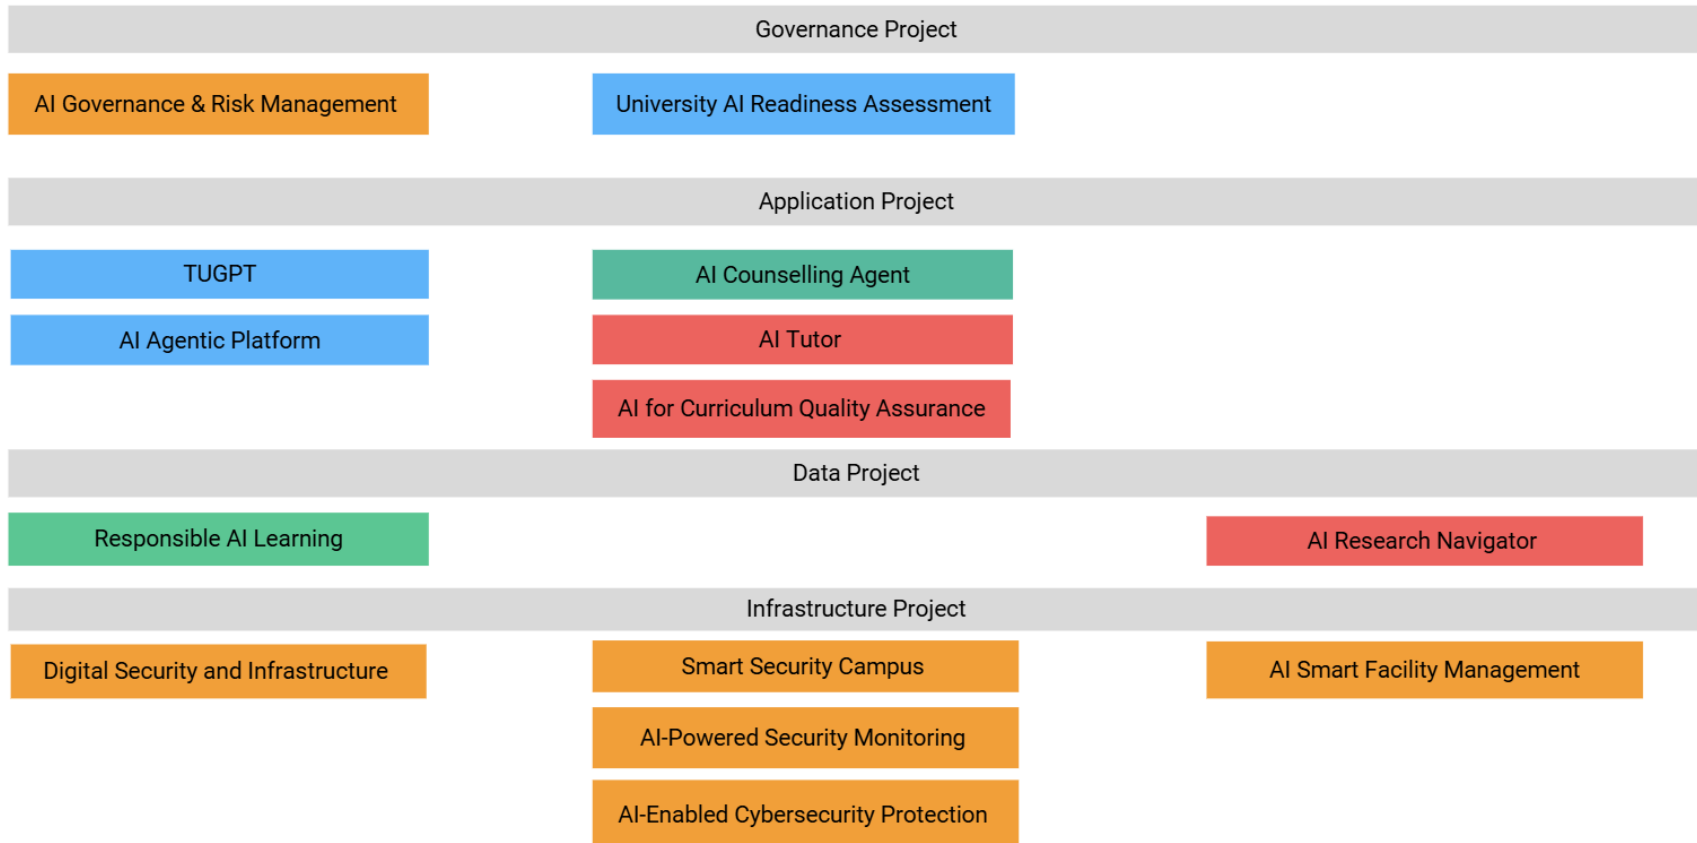 Governance Project
AI Governance & Risk Management
University AI Readiness Assessment
Application Project
TUGPT
AI Counselling Agent
AI Agentic Platform
AI Tutor
AI for Curriculum Quality Assurance
Data Project
Responsible AI Learning
AI Research Navigator
Infrastructure Project
Digital Security and Infrastructure
Smart Security Campus
AI Smart Facility Management
AI-Powered Security Monitoring
AI-Enabled Cybersecurity Protection